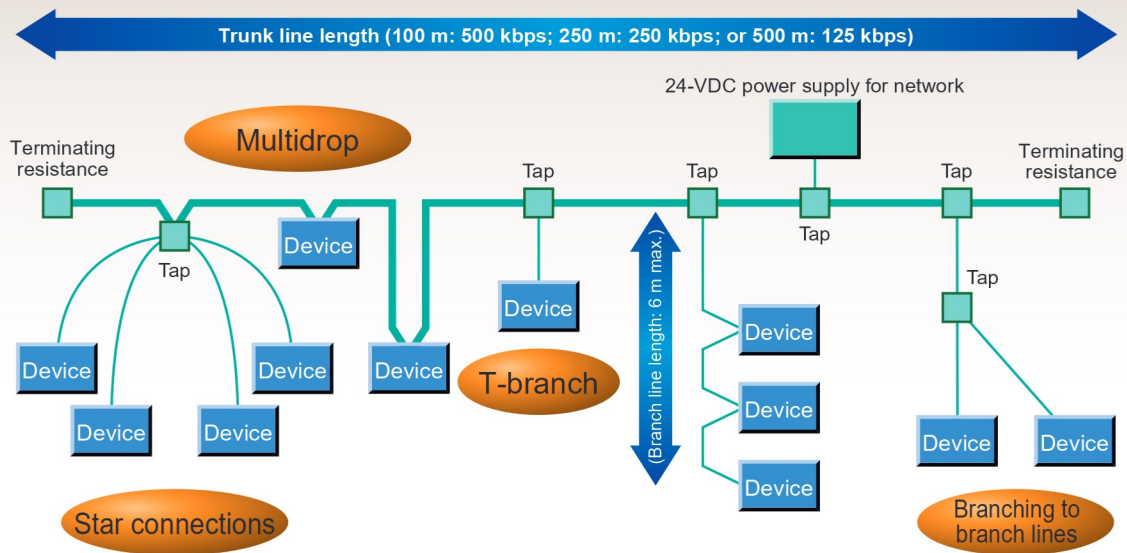 Trunk line length (100 m: 500 kbps; 250 m: 250 kbps; or 500 m: 125 kbps)
24-VDC power supply for network
Multidrop
Terminating
resistance
Tap
Tap
Tap
Terminating
resistance
Tap
Device
Tap
Device
Tap
Device
Device
Device
Device
Device
Device
T-branch
(Branch line length: 6 m max.)
Device
Device
Device
Device
Device
Star connections
Branching to
branch lines